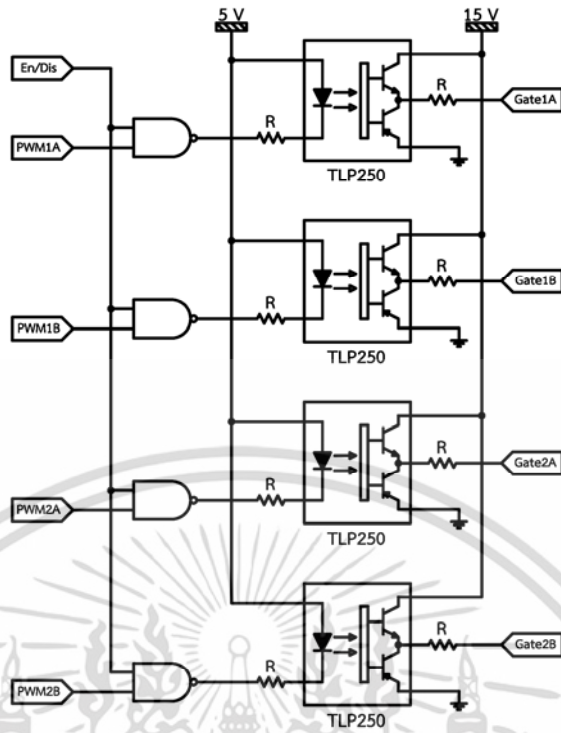 5 V 15 V
En/Dis
R R Gate1A
PWM1A
TLP250
R R Gate1B
PWM1B
TLP250
R R Gate2A
PWM2A
TLP250
R R Gate2B
PWM2B
TLP250